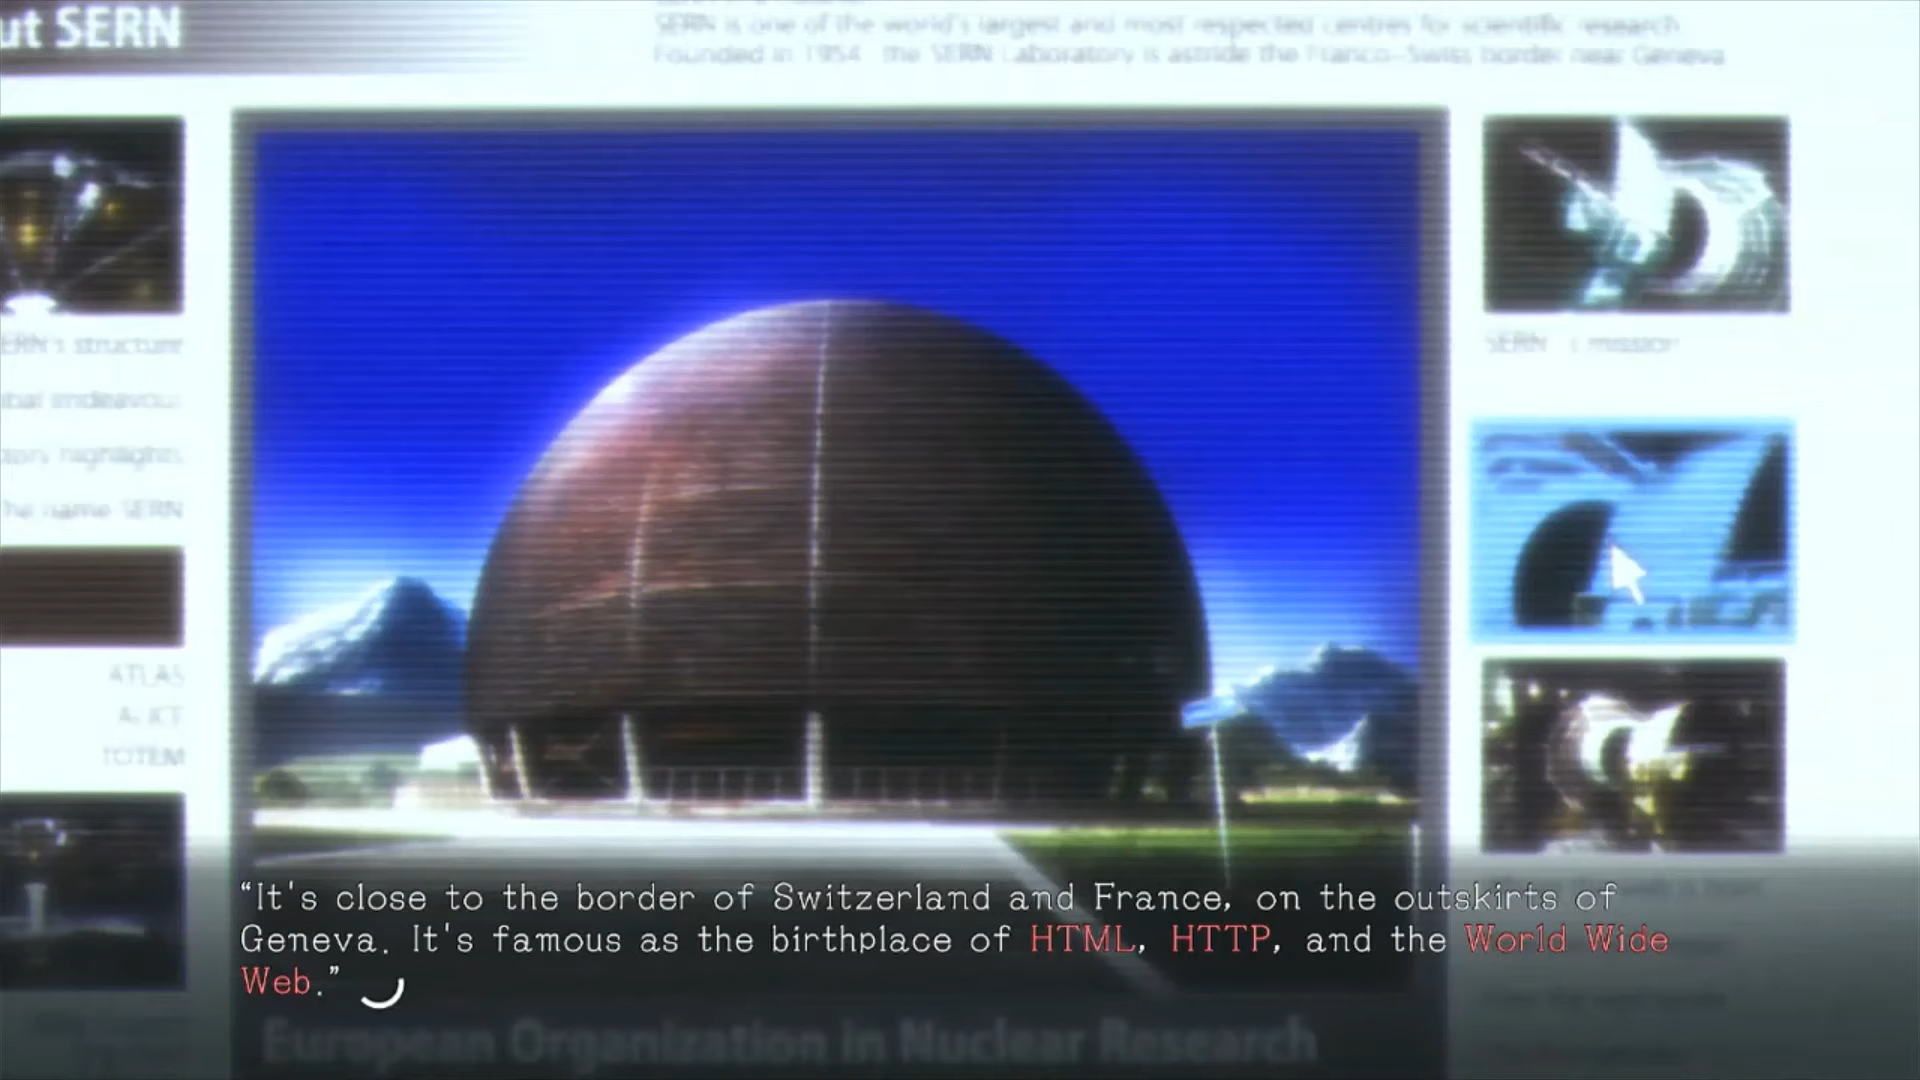 ut SERN
SERN is one of the world's largest and most respected centres for scientific research
Founded in 1954 the SERN Laboratory is astride the Franco-Swiss border near Geneva
SERN's structure
endeavour
highlights
he name SERN
ATLAS
TOTEM
SERN mission
“It's close to the border of Switzerland and France, on the outskirts of
Geneva. It's famous as the birthplace of HTML, HTTP, and the World Wide
Web.”
European Organization in Nuclear Research